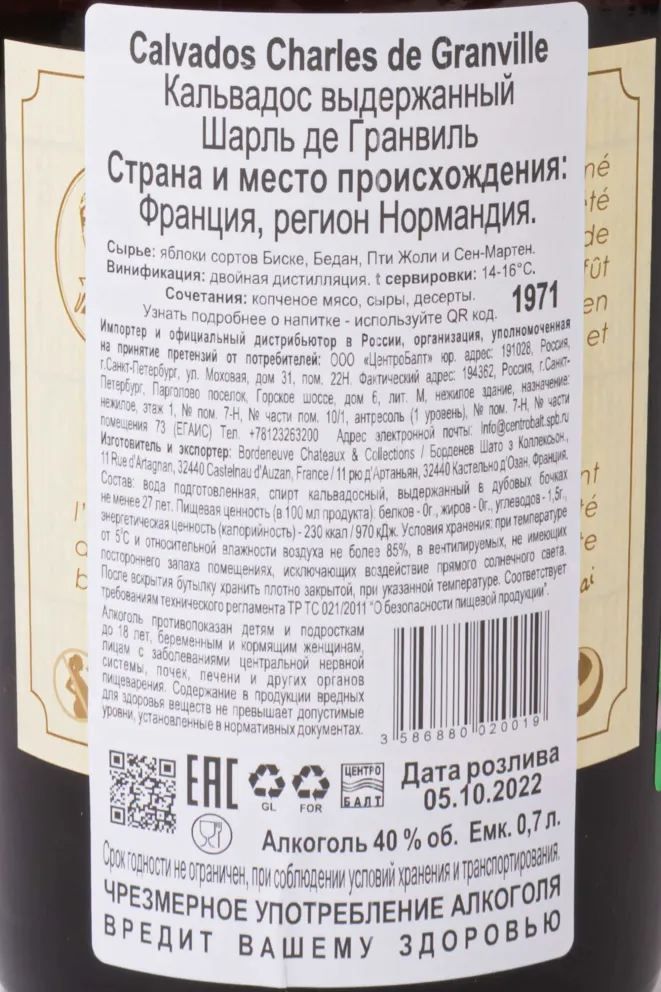 Calvados Charles de Granville
Кальвадос выдержанный
Шарль де Гранвиль
Страна и место происхождения:
Франция, регион Нормандия.
Сырье: яблоки сортов Биске, Бедан, Пти Жоли и Сен-Мартен.
Винификация: двойная дистилляция. t сервировки: 14-16°С.
Сочетания: копченое мясо, сыры, десерты.
Узнать подробнее о напитке - используйте QR код.
1971
Импортер и официальный дистрибьютор в России, организация, уполномоченная
на принятие претензий от потребителей: ООО «ЦентроБалт» юр. адрес: 191028, Россия,
г.Санкт-Петербург, ул. Моховая, дом 31, пом. 22Н. Фактический адрес: 194362, Россия, г.Санкт-
Петербург, Парголово поселок, Горское шоссе, дом 6, лит. М, нежилое здание, назначение:
нежилое, этаж 1, № пом. 7-Н, № части пом. 10/1, антресоль (1 уровень), № пом. 7-Н, № части
помещения 73 (ЕГАИС) Тел. +78123263200 Адрес электронной почты: info@centrobalt.spb.ru
Изготовитель и экспортер: Bordeneuve Chateaux & Collections / Борденев Шато э Коллексьон,
11 Rue d'Artagnan, 32440 Castelnau d'Auzan, France / 11 рю д'Артаньян, 32440 Кастельно д'Озан, Франция.
Состав: вода подготовленная, спирт кальвадосный, выдержанный в дубовых бочках
не менее 27 лет. Пищевая ценность (в 100 мл продукта): белков - 0г, жиров - 0г, углеводов - 1,5г,
энергетическая ценность (калорийность) - 230 ккал / 970 кДж. Условия хранения: при температуре
от 5°С и относительной влажности воздуха не более 85%, в вентилируемых, не имеющих
постороннего запаха помещениях, исключающих воздействие прямого солнечного света.
После вскрытия бутылку хранить плотно закрытой, при указанной температуре. Соответствует
требованиям технического регламента ТР ТС 021/2011 "О безопасности пищевой продукции".
Алкоголь противопоказан детям и подросткам
до 18 лет, беременным и кормящим женщинам,
лицам с заболеваниями центральной нервной
системы, почек, печени и других органов
пищеварения. Содержание в продукции вредных
для здоровья веществ не превышает допустимые
уровни, установленные в нормативных документах.
3 586880 020019
EAC
GL
FOR
ЦЕНТРО
БАЛТ
Дата розлива
05.10.2022
Алкоголь 40 % об. Емк. 0,7 л.
Срок годности не ограничен, при соблюдении условий хранения и транспортирования.
ЧРЕЗМЕРНОЕ УПОТРЕБЛЕНИЕ АЛКОГОЛЯ
ВРЕДИТ ВАШЕМУ ЗДОРОВЬЮ